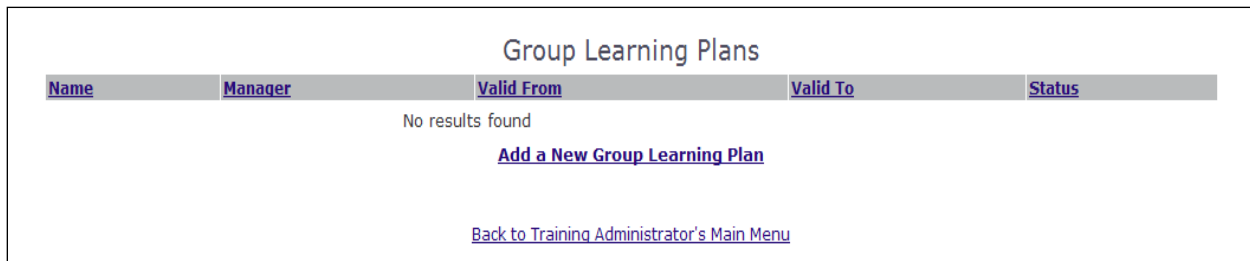 Group Learning Plans
Name Manager Valid From Valid To Status
No results found
Add a New Group Learning Plan
Back to Training Administrator's Main Menu